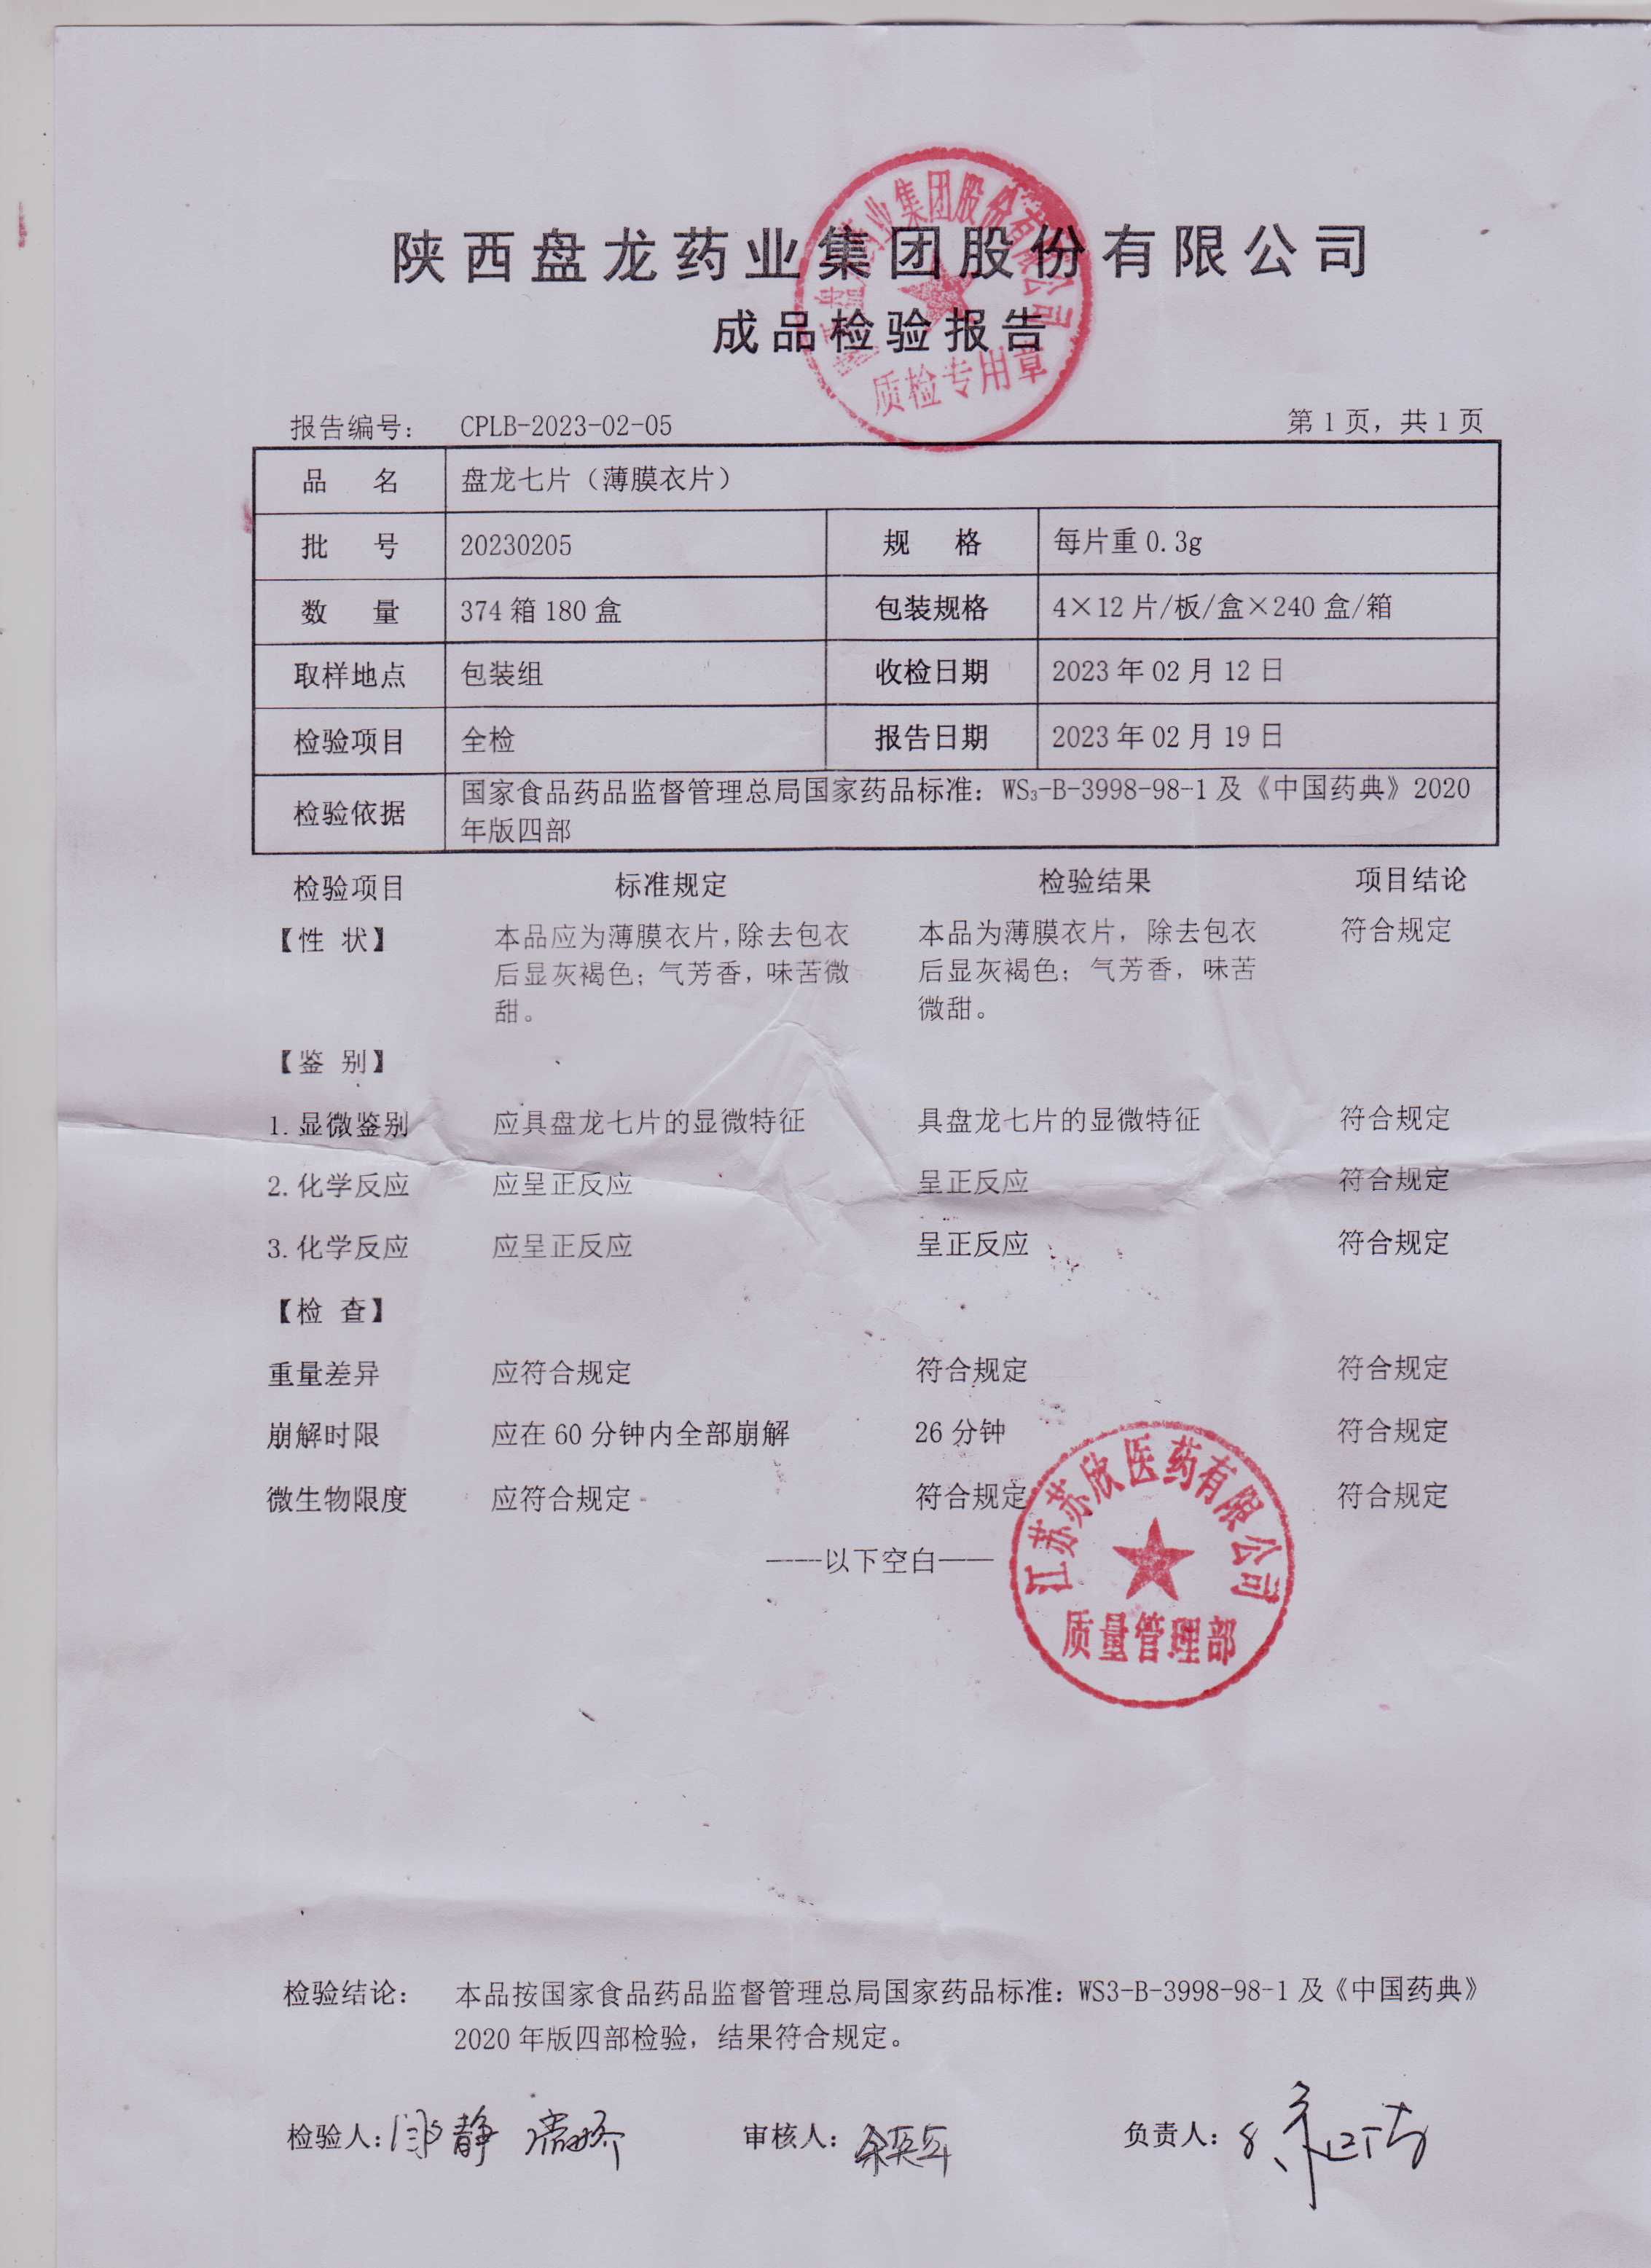 陕西盘龙药业集团股份有限公司
成品检验报告
质检专用章
报告编号： CPLB-2023-02-05 第1页，共1页
品 名 盘龙七片（薄膜衣片）
批 号 20230205 规 格 每片重0.3g
数 量 374箱180盒 包装规格 4×12片/板/盒×240盒/箱
取样地点 包装组 收检日期 2023年02月12日
检验项目 全检 报告日期 2023年02月19日
检验依据 国家食品药品监督管理总局国家药品标准：WS₃-B-3998-98-1及《中国药典》2020
年版四部
检验项目 标准规定 检验结果 项目结论
【性 状】 本品应为薄膜衣片，除去包衣 本品为薄膜衣片，除去包衣 符合规定
后显灰褐色；气芳香，味苦微 后显灰褐色；气芳香，味苦
甜。 微甜。
【鉴 别】
1.显微鉴别 应具盘龙七片的显微特征 具盘龙七片的显微特征 符合规定
2.化学反应 应呈正反应 呈正反应 符合规定
3.化学反应 应呈正反应 呈正反应 符合规定
【检 查】
重量差异 应符合规定 符合规定 符合规定
崩解时限 应在60分钟内全部崩解 26分钟 符合规定
微生物限度 应符合规定 符合规定 符合规定
——以下空白——
江苏苏欣医药有限公司
质量管理部
检验结论： 本品按国家食品药品监督管理总局国家药品标准：WS3-B-3998-98-1及《中国药典》
2020年版四部检验，结果符合规定。
检验人： 审核人： 负责人：